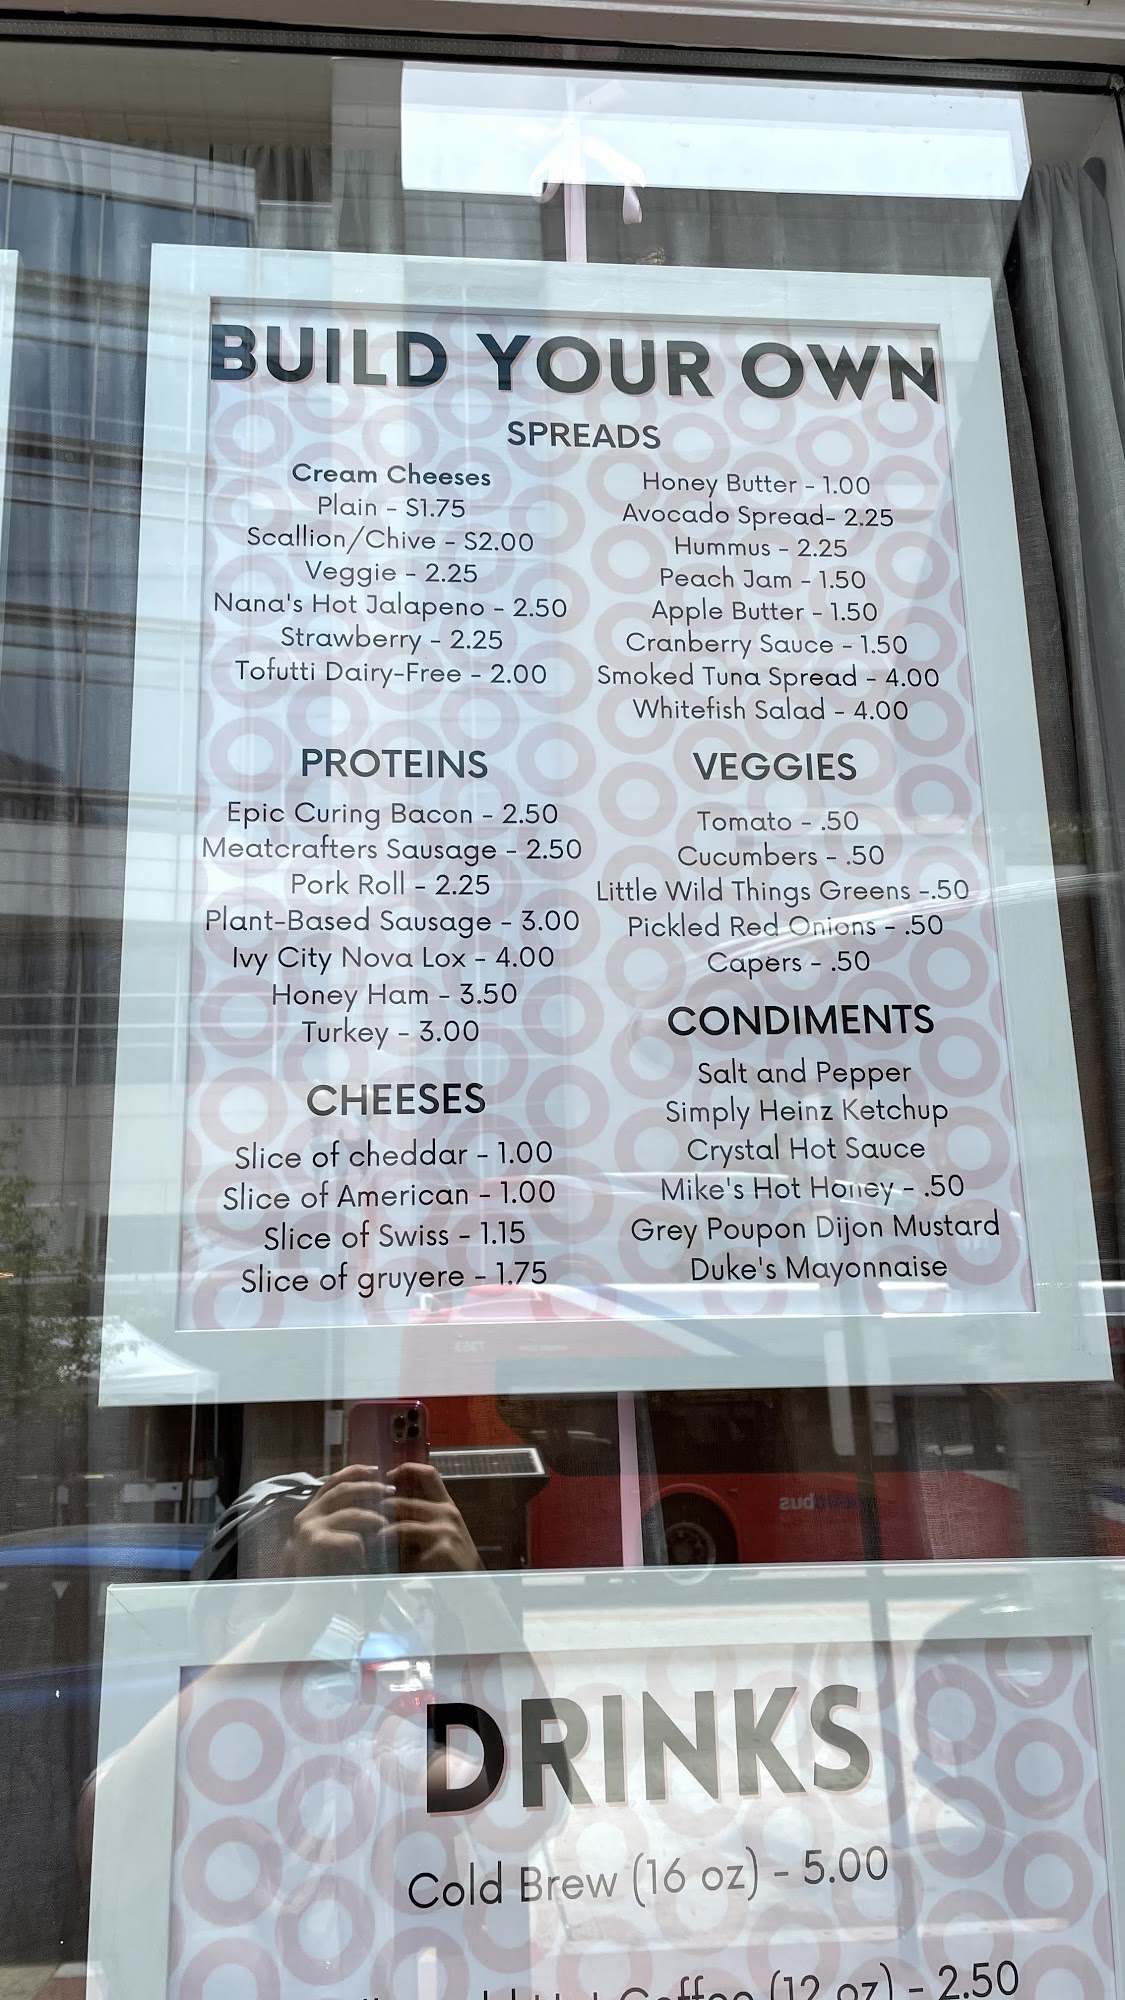 BUILD YOUR OWN
SPREADS
Cream Cheeses
Plain - $1.75
Scallion/Chive - $2.00
Veggie - 2.25
Nana's Hot Jalapeno - 2.50
Strawberry - 2.25
Tofutti Dairy-Free - 2.00
Honey Butter - 1.00
Avocado Spread- 2.25
Hummus - 2.25
Peach Jam - 1.50
Apple Butter - 1.50
Cranberry Sauce - 1.50
Smoked Tuna Spread - 4.00
Whitefish Salad - 4.00
PROTEINS
Epic Curing Bacon - 2.50
Meatcrafters Sausage - 2.50
Pork Roll - 2.25
Plant-Based Sausage - 3.00
Ivy City Nova Lox - 4.00
Honey Ham - 3.50
Turkey - 3.00
CHEESES
Slice of cheddar - 1.00
Slice of American - 1.00
Slice of Swiss - 1.15
Slice of gruyere - 1.75
VEGGIES
Tomato - .50
Cucumbers - .50
Little Wild Things Greens -.50
Pickled Red Onions - .50
Capers - .50
CONDIMENTS
Salt and Pepper
Simply Heinz Ketchup
Crystal Hot Sauce
Mike's Hot Honey - .50
Grey Poupon Dijon Mustard
Duke's Mayonnaise
DRINKS
Cold Brew (16 oz) - 5.00
Coffee (12 oz) - 2.50